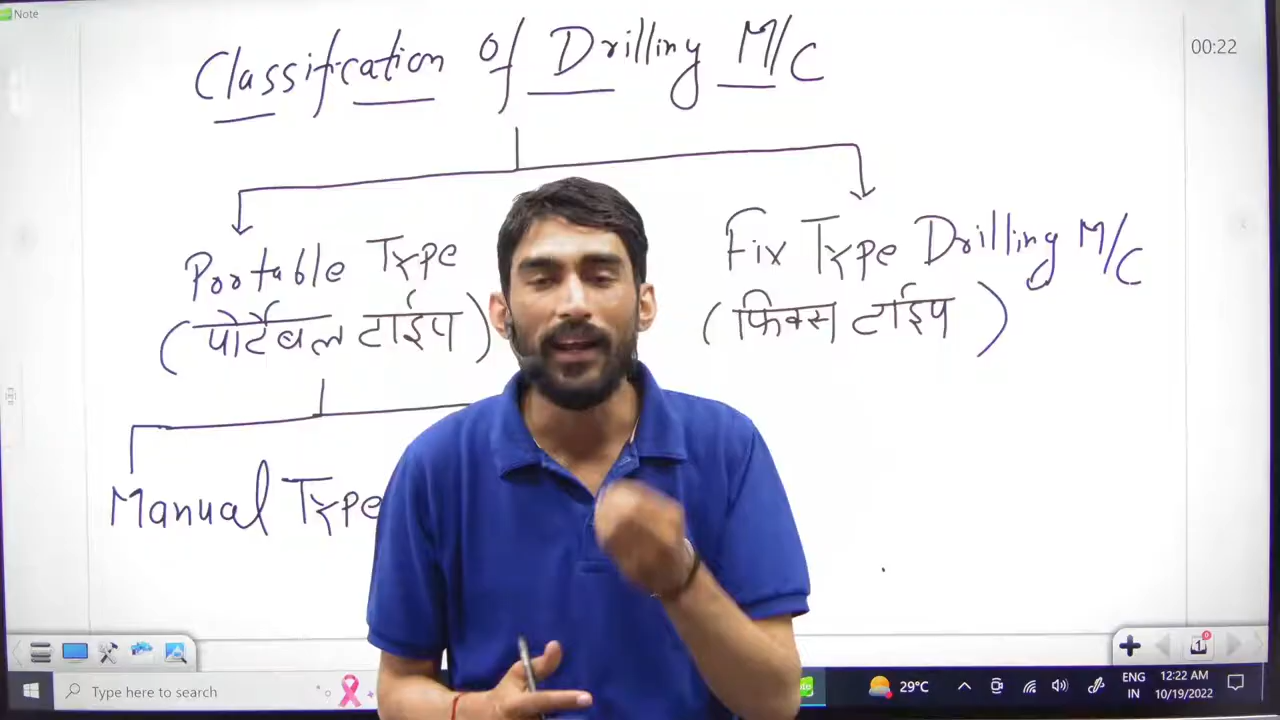 Note
00:22
Classification Of Drilling M/C
Portable Type
(पोर्टेबल टाईप)
Fix Type Drilling M/C
(फिक्स टाईप)
Manual Type
1
Type here to search
29°C
ENG
IN
12:22 AM
10/19/2022